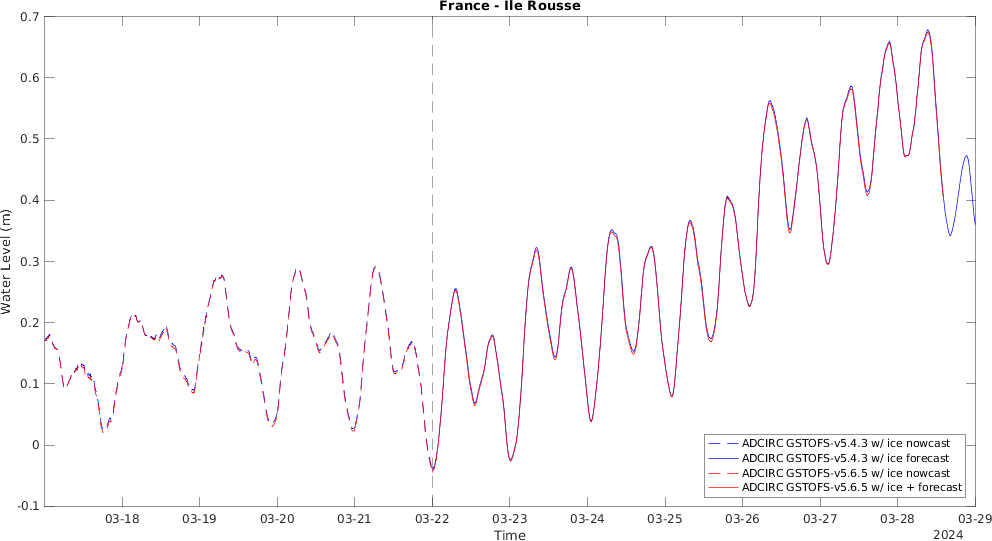 France - Ile Rousse
0.7
0.6
0.5
0.4
0.3
0.2
0.1
0
-0.1
Water Level (m)
ADCIRC GSTOFS-v5.4.3 w/ ice nowcast
ADCIRC GSTOFS-v5.4.3 w/ ice forecast
ADCIRC GSTOFS-v5.6.5 w/ ice nowcast
ADCIRC GSTOFS-v5.6.5 w/ ice + forecast
03-18 03-19 03-20 03-21 03-22 03-23 03-24 03-25 03-26 03-27 03-28 03-29
Time
2024